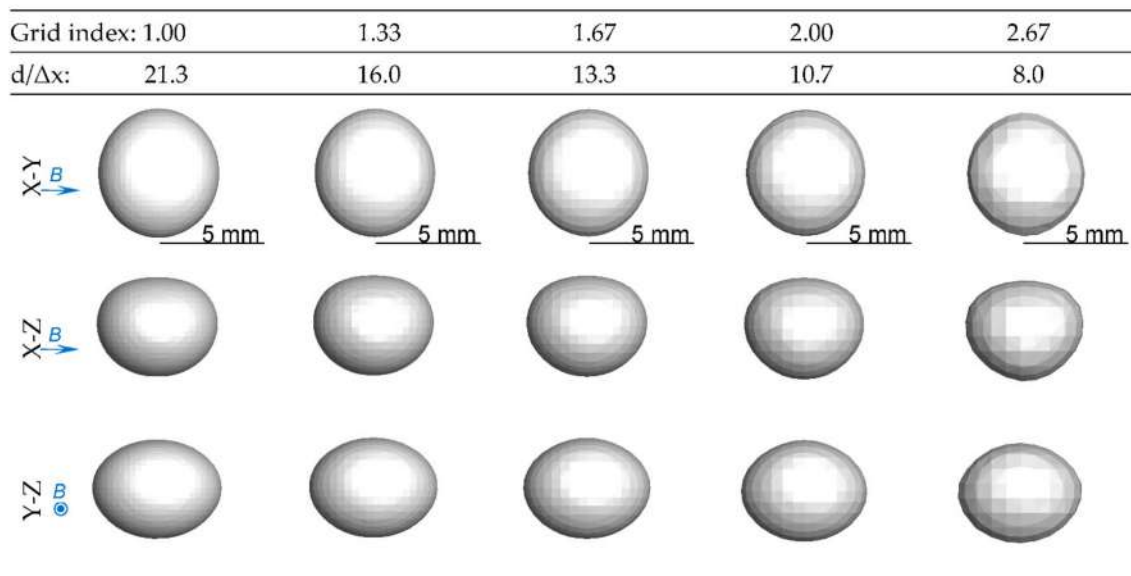 Grid index: 1.00 1.33 1.67 2.00 2.67
d/Δx: 21.3 16.0 13.3 10.7 8.0
X-Y
B
5 mm 5 mm 5 mm 5 mm 5 mm
X-Z
B
Y-Z
B